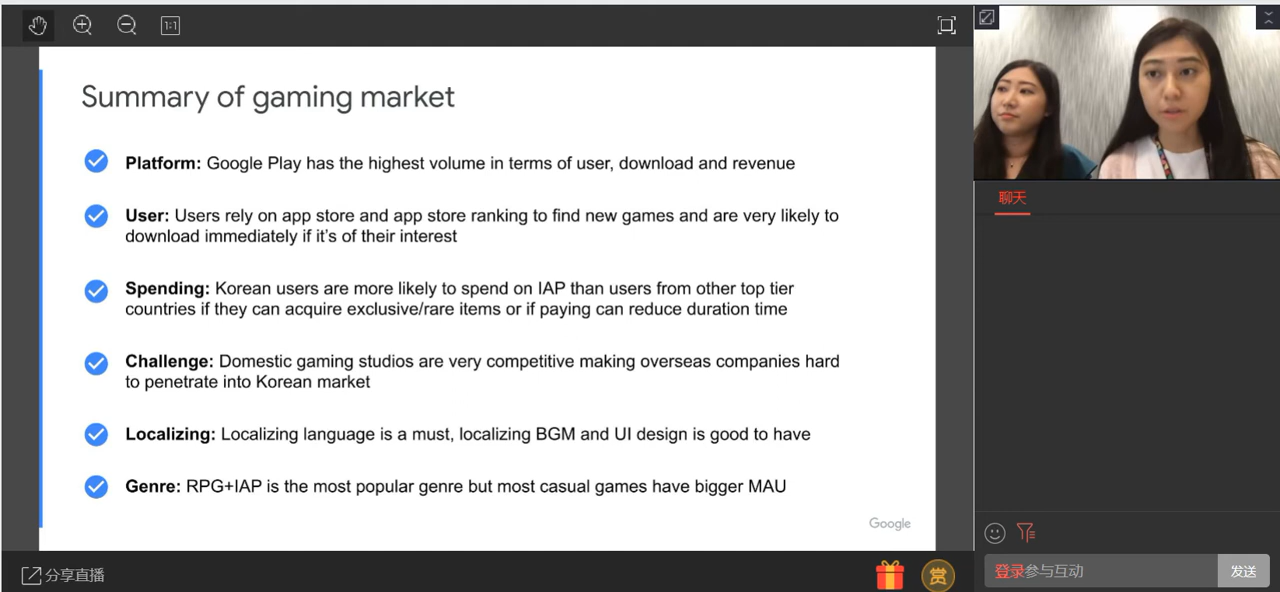 1:1
Summary of gaming market
Platform: Google Play has the highest volume in terms of user, download and revenue
User: Users rely on app store and app store ranking to find new games and are very likely to
download immediately if it's of their interest
Spending: Korean users are more likely to spend on IAP than users from other top tier
countries if they can acquire exclusive/rare items or if paying can reduce duration time
Challenge: Domestic gaming studios are very competitive making overseas companies hard
to penetrate into Korean market
Localizing: Localizing language is a must, localizing BGM and UI design is good to have
Genre: RPG+IAP is the most popular genre but most casual games have bigger MAU
Google
分享直播
赏
聊天
登录参与互动
发送